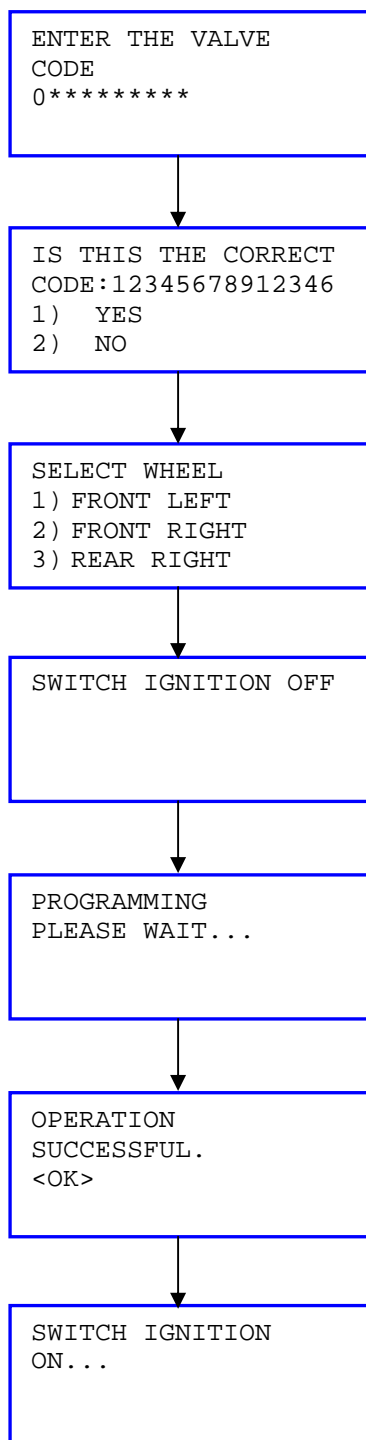 ENTER THE VALVE
CODE
0*********
IS THIS THE CORRECT
CODE:12345678912346
1) YES
2) NO
SELECT WHEEL
1) FRONT LEFT
2) FRONT RIGHT
3) REAR RIGHT
SWITCH IGNITION OFF
PROGRAMMING
PLEASE WAIT...
OPERATION
SUCCESSFUL.
<OK>
SWITCH IGNITION
ON...